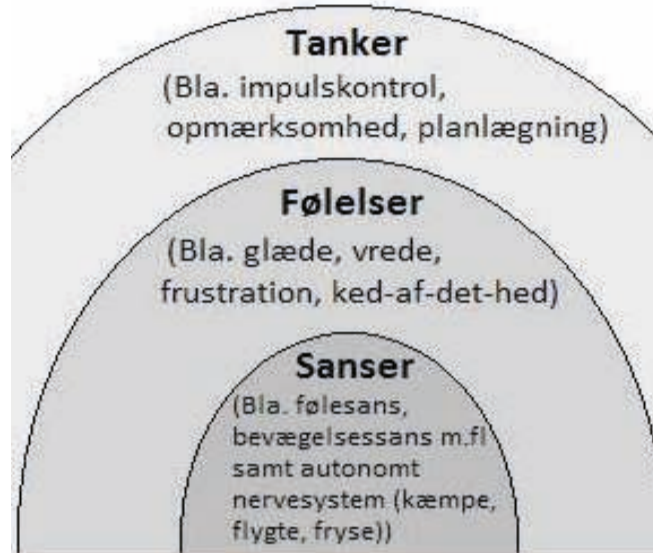 Tanker
(Bla. impulskontrol,
opmærksomhed, planlægning)
Følelser
(Bla. glæde, vrede,
frustration, ked-af-det-hed)
Sanser
(Bla. følesans,
bevægelsessans m.fl
samt autonomt
nervesystem (kæmpe,
flygte, fryse))